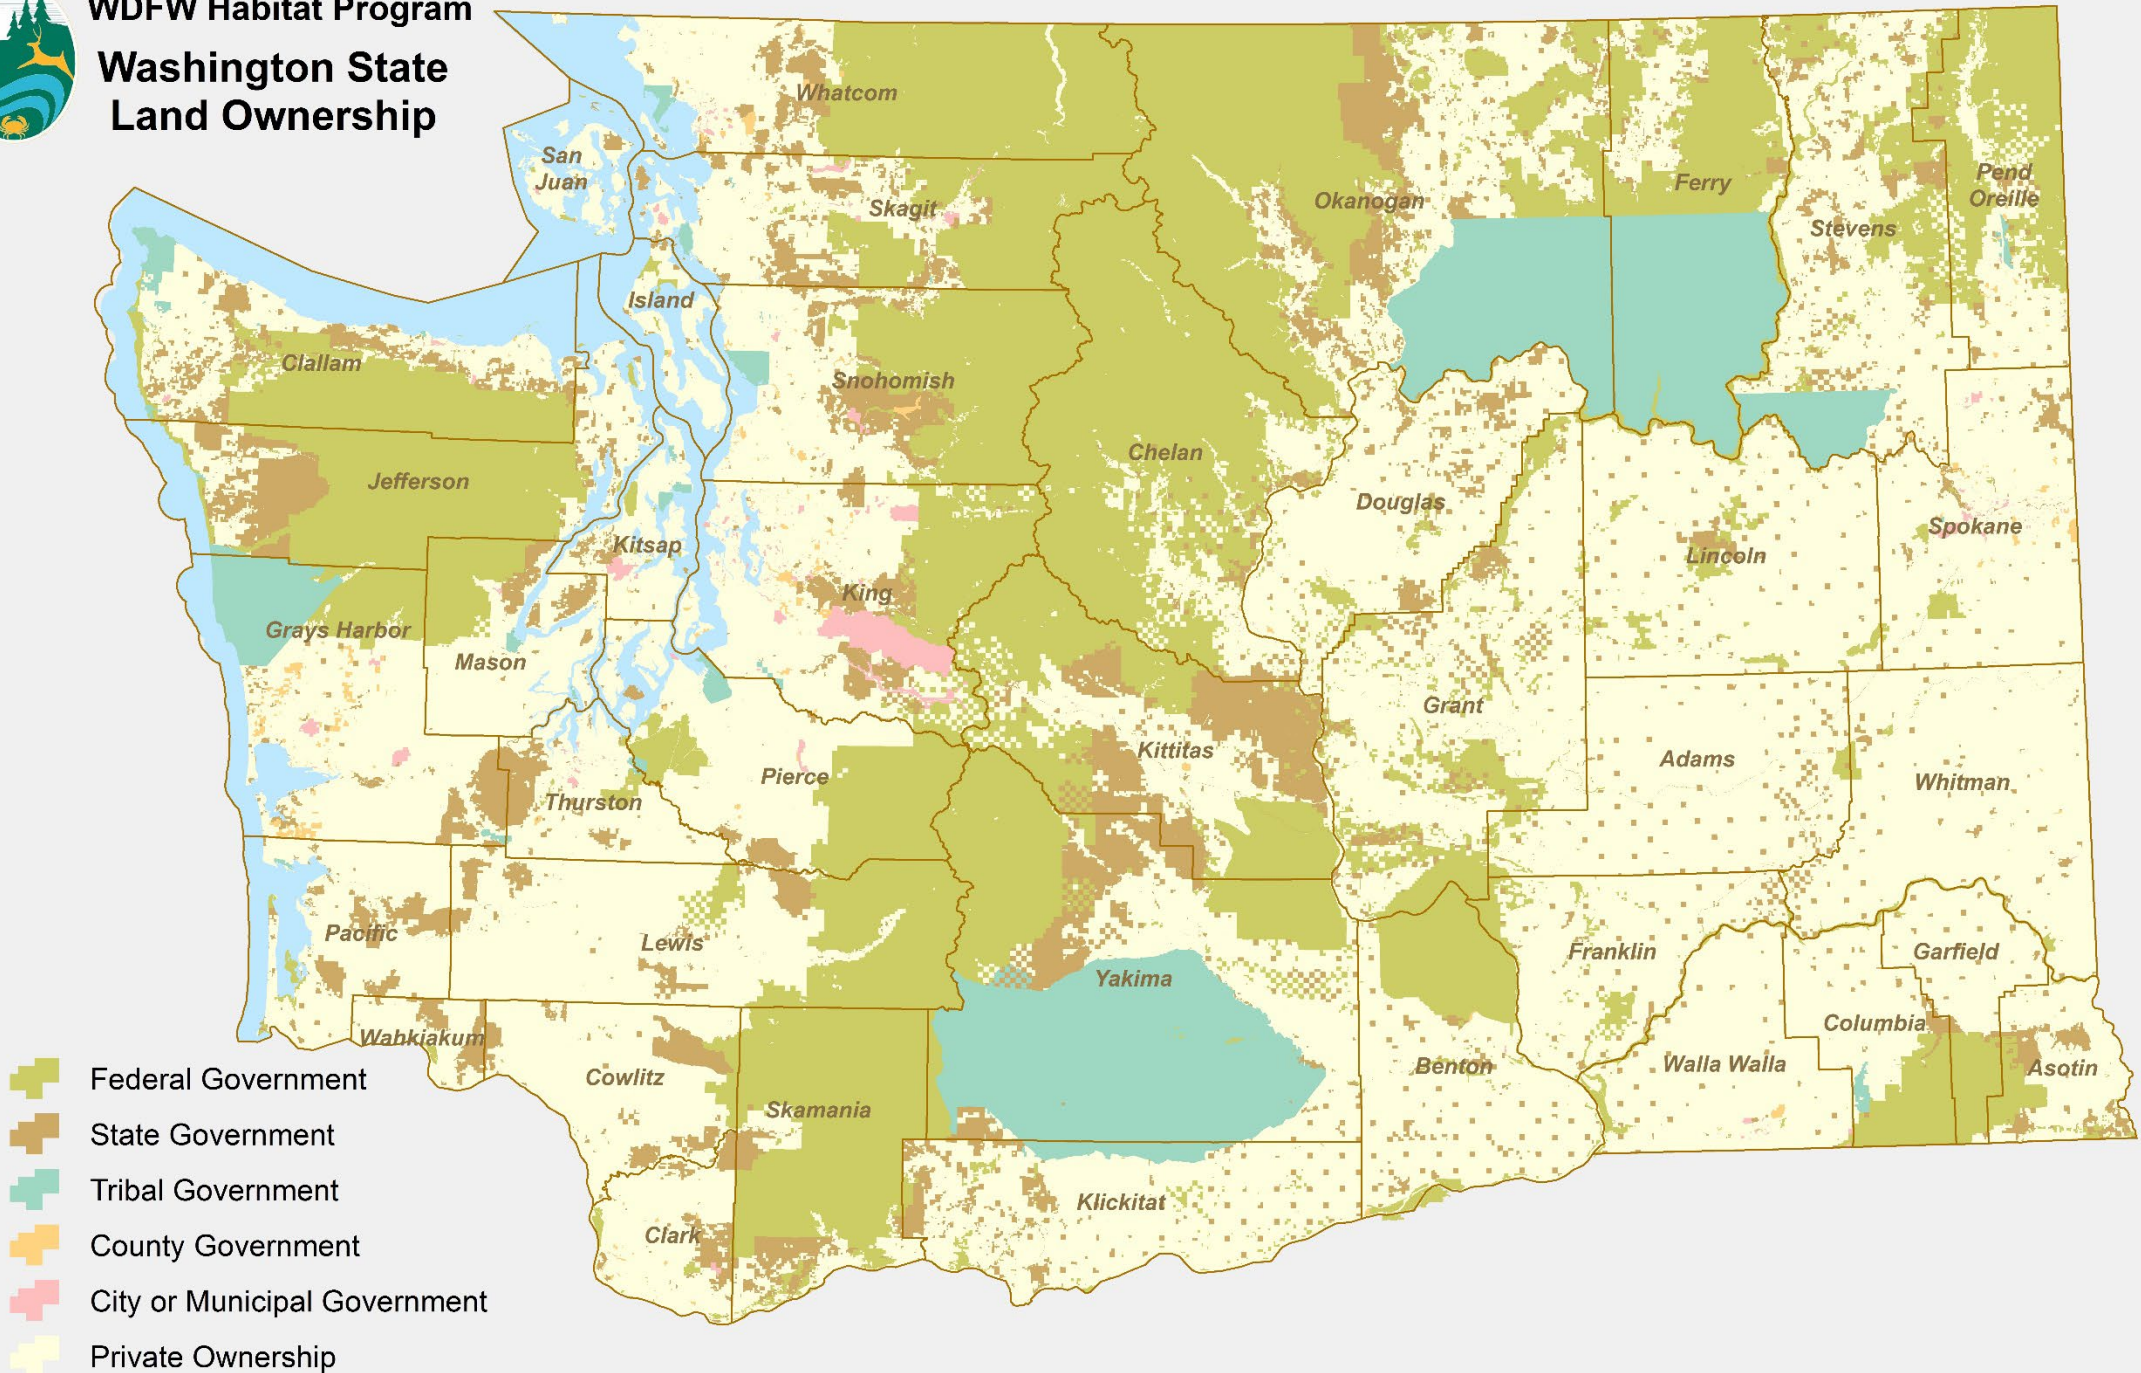 WDFW Habitat Program
Washington State
Land Ownership
Whatcom
San
Juan
Skagit
Okanogan
Ferry
Pend
Oreille
Stevens
Island
Clallam
Snohomish
Chelan
Jefferson
Douglas
Kitsap
Lincoln
Spokane
King
Grays Harbor
Mason
Grant
Kittitas
Adams
Pierce
Whitman
Thurston
Pacific
Lewis
Franklin
Garfield
Yakima
Wahkiakum
Columbia
Cowlitz
Benton
Walla Walla
Asotin
Skamania
Klickitat
Clark
Federal Government
State Government
Tribal Government
County Government
City or Municipal Government
Private Ownership